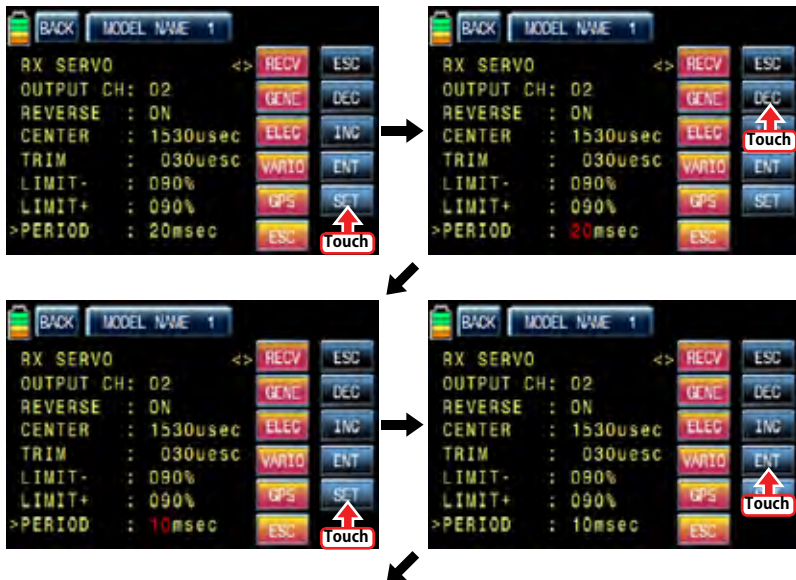 BACK MODEL NAME 1
RX SERVO <> RECV ESC
OUTPUT CH: 02 GENE DEC
REVERSE : ON
CENTER : 1530usec ELEC INC
TRIM : 030uesc VARIO ENT
LIMIT- : 090%
LIMIT+ : 090% GPS SET
>PERIOD : 20msec ESC Touch
BACK MODEL NAME 1
RX SERVO <> RECV ESC
OUTPUT CH: 02 GENE DEC
REVERSE : ON
CENTER : 1530usec ELEC Touch
TRIM : 030uesc VARIO ENT
LIMIT- : 090%
LIMIT+ : 090% GPS SET
>PERIOD : 20msec ESC
BACK MODEL NAME 1
RX SERVO <> RECV ESC
OUTPUT CH: 02 GENE DEC
REVERSE : ON
CENTER : 1530usec ELEC INC
TRIM : 030uesc VARIO ENT
LIMIT- : 090%
LIMIT+ : 090% GPS SET
>PERIOD : 10msec ESC Touch
BACK MODEL NAME 1
RX SERVO <> RECV ESC
OUTPUT CH: 02 GENE DEC
REVERSE : ON
CENTER : 1530usec ELEC INC
TRIM : 030uesc VARIO ENT
LIMIT- : 090%
LIMIT+ : 090% GPS Touch
>PERIOD : 10msec ESC